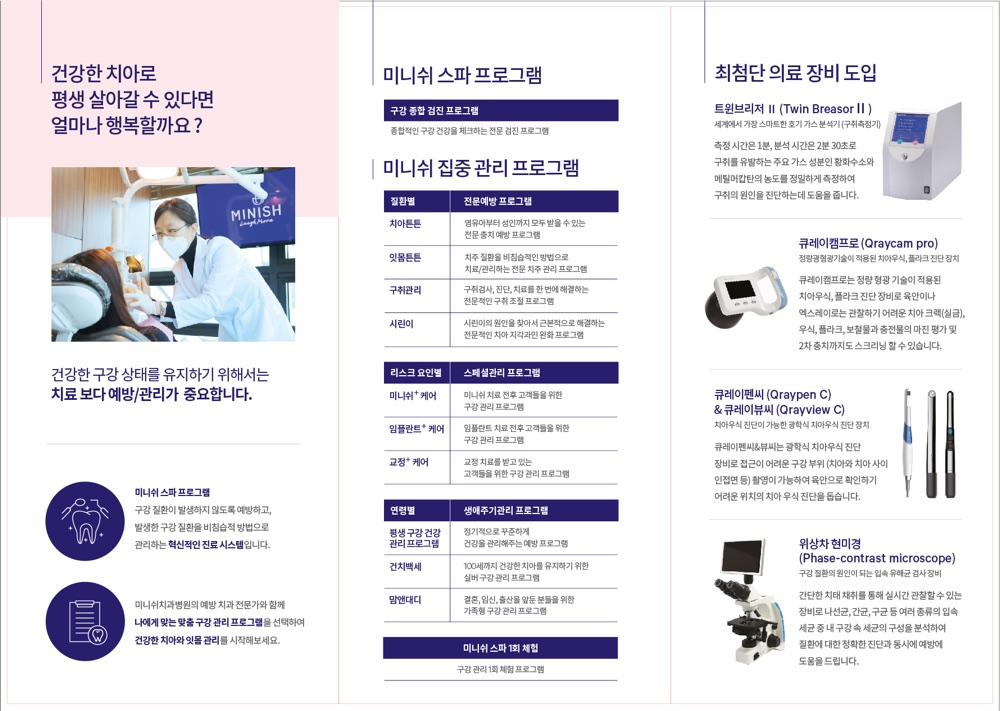 건강한 치아로
평생 살아갈 수 있다면
얼마나 행복할까요?
MINISH
건강한 구강 상태를 유지하기 위해서는
치료 보다 예방/관리가 중요합니다.
미니쉬 스파 프로그램
구강 질환이 발생하지 않도록 예방하고,
발생한 구강 질환을 비침습적 방법으로
관리하는 혁신적인 진료 시스템입니다.
미니쉬치과병원의 예방 치과 전문가와 함께
나에게 맞는 맞춤 구강 관리 프로그램을 선택하여
건강한 치아와 잇몸 관리를 시작해보세요.
미니쉬 스파 프로그램
구강 종합 검진 프로그램
종합적인 구강 건강을 체크하는 전문 검진 프로그램
미니쉬 집중 관리 프로그램
질환별 전문예방 프로그램
치아튼튼 영유아부터 성인까지 모두 받을 수 있는
전문 충치 예방 프로그램
잇몸튼튼 치주 질환을 비침습적인 방법으로
치료/관리하는 전문 치주 관리 프로그램
구취관리 구취검사, 진단, 치료를 한 번에 해결하는
전문적인 구취 조절 프로그램
시린이 시린이의 원인을 찾아서 근본적으로 해결하는
전문적인 치아 지각과민 완화 프로그램
리스크 요인별 스페셜관리 프로그램
미니쉬+ 케어 미니쉬 치료 전후 고객들을 위한
구강 관리 프로그램
임플란트+ 케어 임플란트 치료 전후 고객들을 위한
구강 관리 프로그램
교정+ 케어 교정 치료를 받고 있는
고객들을 위한 구강 관리 프로그램
연령별 생애주기관리 프로그램
평생 구강 건강 정기적으로 꾸준하게
관리 프로그램 건강을 관리해주는 예방 프로그램
건치백세 100세까지 건강한 치아를 유지하기 위한
실버 구강 관리 프로그램
맘앤대디 결혼, 임신, 출산을 앞둔 분들을 위한
가족형 구강 관리 프로그램
미니쉬 스파 1회 체험
구강 관리 1회 체험 프로그램
최첨단 의료 장비 도입
트윈브리저 II (Twin Breasor II )
세계에서 가장 스마트한 호기 가스 분석기 (구취측정기)
측정 시간은 1분, 분석 시간은 2분 30초로
구취를 유발하는 주요 가스 성분인 황화수소와
메틸머캅탄의 농도를 정밀하게 측정하여
구취의 원인을 진단하는데 도움을 줍니다.
큐레이캠프로 (Qraycam pro)
정량광형광기술이 적용된 치아우식, 플라크 진단 장치
큐레이캠프로는 정량 형광 기술이 적용된
치아우식, 플라크 진단 장비로 육안이나
엑스레이로는 관찰하기 어려운 치아 크랙(실금),
우식, 플라크, 보철물과 충전물의 마진 평가 및
2차 충치까지도 스크리닝 할 수 있습니다.
큐레이펜씨 (Qraypen C)
& 큐레이뷰씨 (Qrayview C)
치아우식 진단이 가능한 광학식 치아우식 진단 장치
큐레이펜씨&뷰씨는 광학식 치아우식 진단
장비로 접근이 어려운 구강 부위 (치아와 치아 사이
인접면 등) 촬영이 가능하여 육안으로 확인하기
어려운 위치의 치아 우식 진단을 돕습니다.
위상차 현미경
(Phase-contrast microscope)
구강 질환의 원인이 되는 입속 유해균 검사 장비
간단한 치태 채취를 통해 실시간 관찰할 수 있는
장비로 나선균, 간균, 구균 등 여러 종류의 입속
세균 중 내 구강 속 세균의 구성을 분석하여
질환에 대한 정확한 진단과 동시에 예방에
도움을 드립니다.